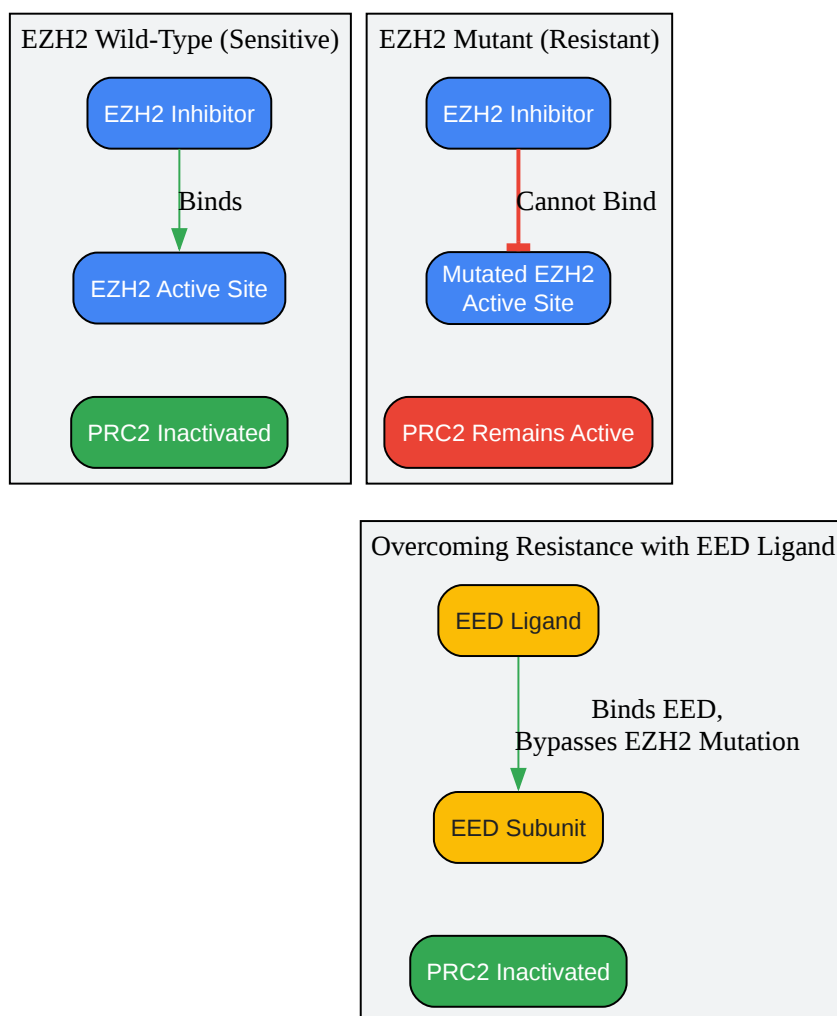 EZH2 Wild-Type (Sensitive)
EZH2 Inhibitor
Binds
EZH2 Active Site
PRC2 Inactivated
EZH2 Mutant (Resistant)
EZH2 Inhibitor
Cannot Bind
Mutated EZH2
Active Site
PRC2 Remains Active
Overcoming Resistance with EED Ligand
EED Ligand
Binds EED,
Bypasses EZH2 Mutation
EED Subunit
PRC2 Inactivated